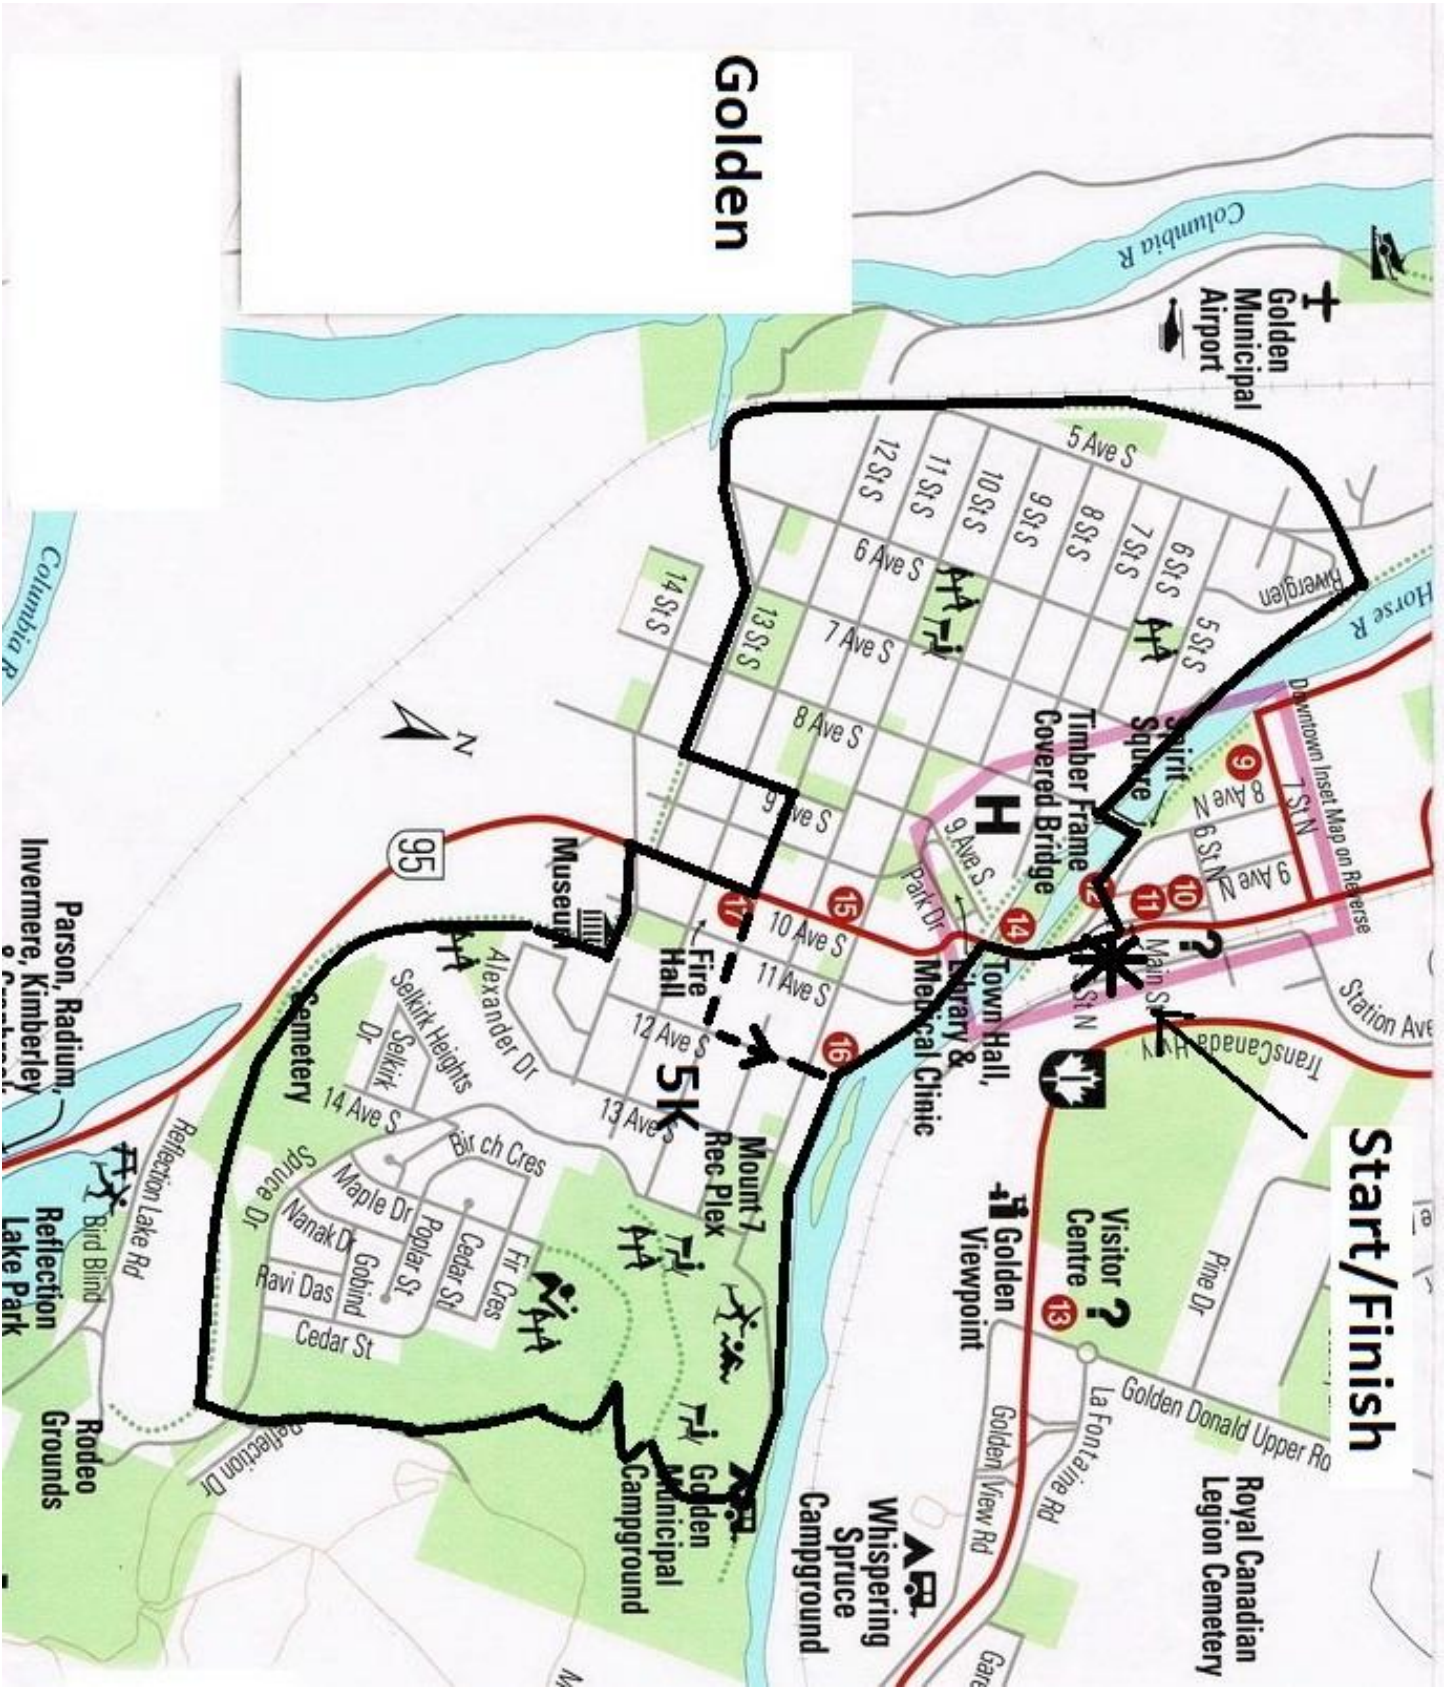 Golden
Columbia R
Golden
Municipal
Airport
5 Ave S
12 St S
11 St S
10 St S
9 St S
8 St S
7 St S
6 St S
5 St S
Riverglen
Horse R
6 Ave S
7 Ave S
8 Ave S
9 Ave S
13 St S
14 St S
Columbia R
N
95
Museum
Parson, Radium,
Invermere, Kimberley
Downtown Inset Map on Reverse
Spirit
Square
Timber Frame
Covered Bridge
H
9 Ave S
Park Dr
9
8 Ave N
7 St N
6 St N
9 Ave N
10
11
12
14
15
16
17
10 Ave S
11 Ave S
12 Ave S
13 Ave S
Fire
Hall
5K
?
Main St
St N
Station Ave
TransCanada Hwy
Town Hall,
Library &
Medical Clinic
Start/Finish
Mount 7
Rec Plex
Alexander Dr
Selkirk Heights
Selkirk
Dr
14 Ave S
Cemetery
Birch Cres
Maple Dr
Spruce Dr
Nanak Dr
Gobind
Poplar St
Cedar St
Fir Cres
Ravi Das
Cedar St
Reflection Lake Rd
Bird Blind
Reflection
Lake Park
Rodeo
Grounds
Reflection Dr
Golden
Municipal
Campground
Visitor
Centre
?
13
Golden
Viewpoint
Pine Dr
Golden Donald Upper Rd
La Fontaine Rd
Golden View Rd
Whispering
Spruce
Campground
Royal Canadian
Legion Cemetery